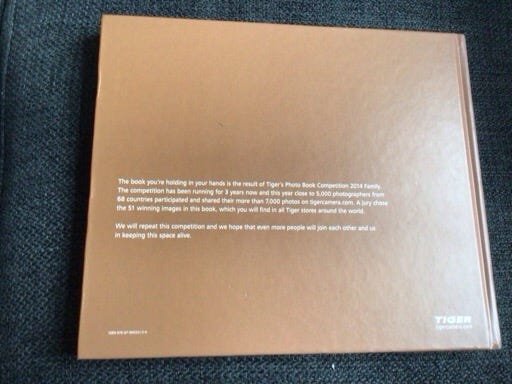 The book you're holding in your hands is the result of Tiger's Photo Book Competition 2014 Family.
The competition has been running for 3 years now and this year close to 5,000 photographers from
68 countries participated and shared their more than 7,000 photos on tigercamera.com. A jury chose
the 51 winning images in this book, which you will find in all Tiger stores around the world.
We will repeat this competition and we hope that even more people will join each other and us
in keeping this space alive.
TIGER
tigercamera.com